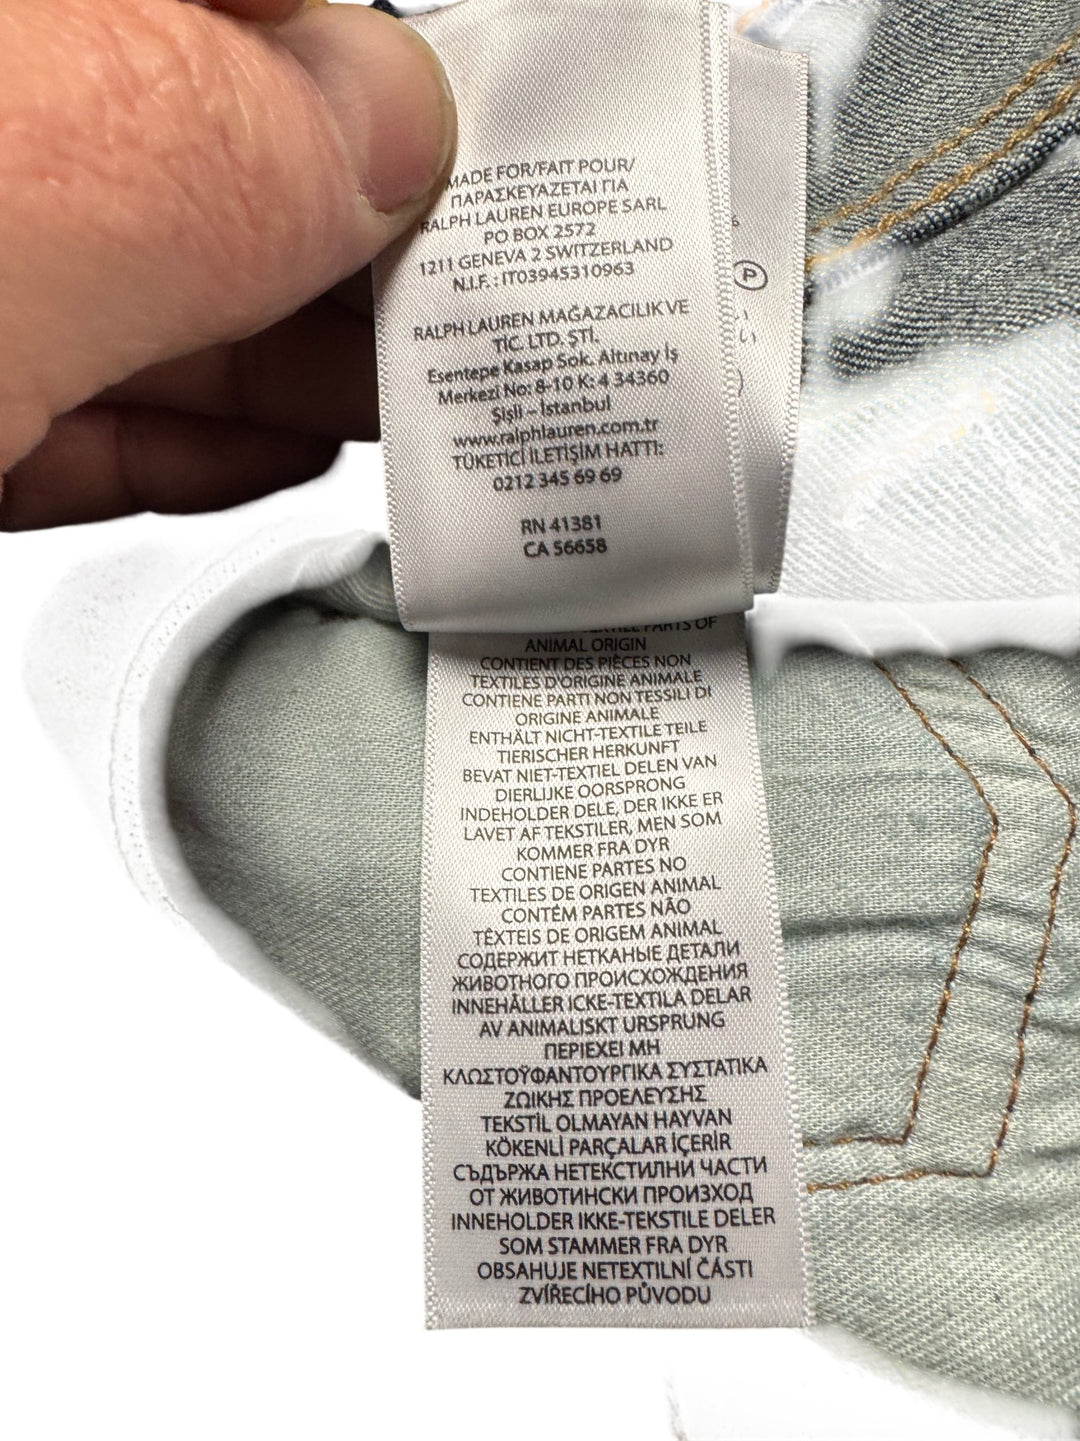 MADE FOR/FAIT POUR/
ΠΑΡΑΣΚΕΥΑΖΕΤΑΙ ΓΙΑ
RALPH LAUREN EUROPE SARL
PO BOX 2572
1211 GENEVA 2 SWITZERLAND
N.I.F. : IT03945310963
RALPH LAUREN MAĞAZACILIK VE
TİC. LTD. ŞTİ.
Esentepe Kasap Sok. Altınay İş
Merkezi No: 8-10 K: 4 34360
Şişli – İstanbul
www.ralphlauren.com.tr
TÜKETİCİ İLETİŞİM HATTI:
0212 345 69 69
RN 41381
CA 56658
P
PARTS OF
ANIMAL ORIGIN
CONTIENT DES PIÈCES NON
TEXTILES D'ORIGINE ANIMALE
CONTIENE PARTI NON TESSILI DI
ORIGINE ANIMALE
ENTHÄLT NICHT-TEXTILE TEILE
TIERISCHER HERKUNFT
BEVAT NIET-TEXTIEL DELEN VAN
DIERLIJKE OORSPRONG
INDEHOLDER DELE, DER IKKE ER
LAVET AF TEKSTILER, MEN SOM
KOMMER FRA DYR
CONTIENE PARTES NO
TEXTILES DE ORIGEN ANIMAL
CONTÉM PARTES NÃO
TÊXTEIS DE ORIGEM ANIMAL
СОДЕРЖИТ НЕТКАНЫЕ ДЕТАЛИ
ЖИВОТНОГО ПРОИСХОЖДЕНИЯ
INNEHÅLLER ICKE-TEXTILA DELAR
AV ANIMALISKT URSPRUNG
ΠΕΡΙΕΧΕΙ ΜΗ
ΚΛΩΣΤΟΫΦΑΝΤΟΥΡΓΙΚΑ ΣΥΣΤΑΤΙΚΑ
ΖΩΙΚΗΣ ΠΡΟΕΛΕΥΣΗΣ
TEKSTİL OLMAYAN HAYVAN
KÖKENLİ PARÇALAR İÇERİR
СЪДЪРЖА НЕТЕКСТИЛНИ ЧАСТИ
ОТ ЖИВОТИНСКИ ПРОИЗХОД
INNEHOLDER IKKE-TEKSTILE DELER
SOM STAMMER FRA DYR
OBSAHUJE NETEXTILNÍ ČÁSTI
ZVÍŘECÍHO PŮVODU